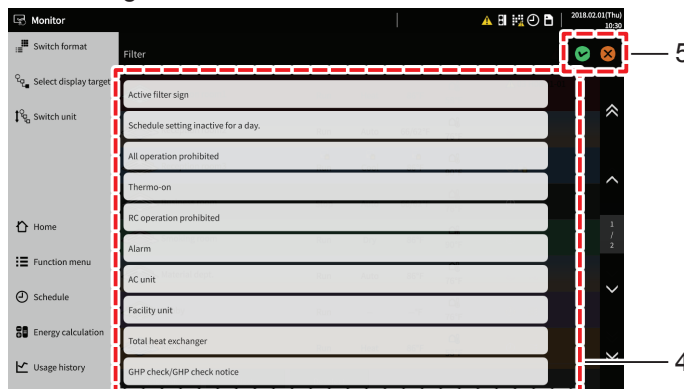 Monitor
2018.02.01(Thu)
10:30
Switch format
Filter
5
Select display target
Active filter sign
Switch unit
Schedule setting inactive for a day.
All operation prohibited
Thermo-on
RC operation prohibited
Home
1
/
2
Alarm
Function menu
AC unit
Schedule
Facility unit
Energy calculation
Total heat exchanger
Usage history
GHP check/GHP check notice
4